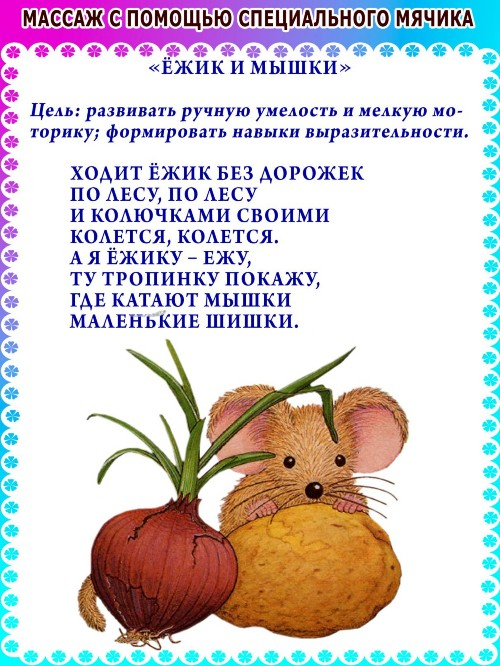 МАССАЖ С ПОМОЩЬЮ СПЕЦИАЛЬНОГО МЯЧИКА
«ЁЖИК И МЫШКИ»
Цель: развивать ручную умелость и мелкую мо-
торику; формировать навыки выразительности.
ХОДИТ ЁЖИК БЕЗ ДОРОЖЕК
ПО ЛЕСУ, ПО ЛЕСУ
И КОЛЮЧКАМИ СВОИМИ
КОЛЕТСЯ, КОЛЕТСЯ.
А Я ЁЖИКУ – ЕЖУ,
ТУ ТРОПИНКУ ПОКАЖУ,
ГДЕ КАТАЮТ МЫШКИ
МАЛЕНЬКИЕ ШИШКИ.